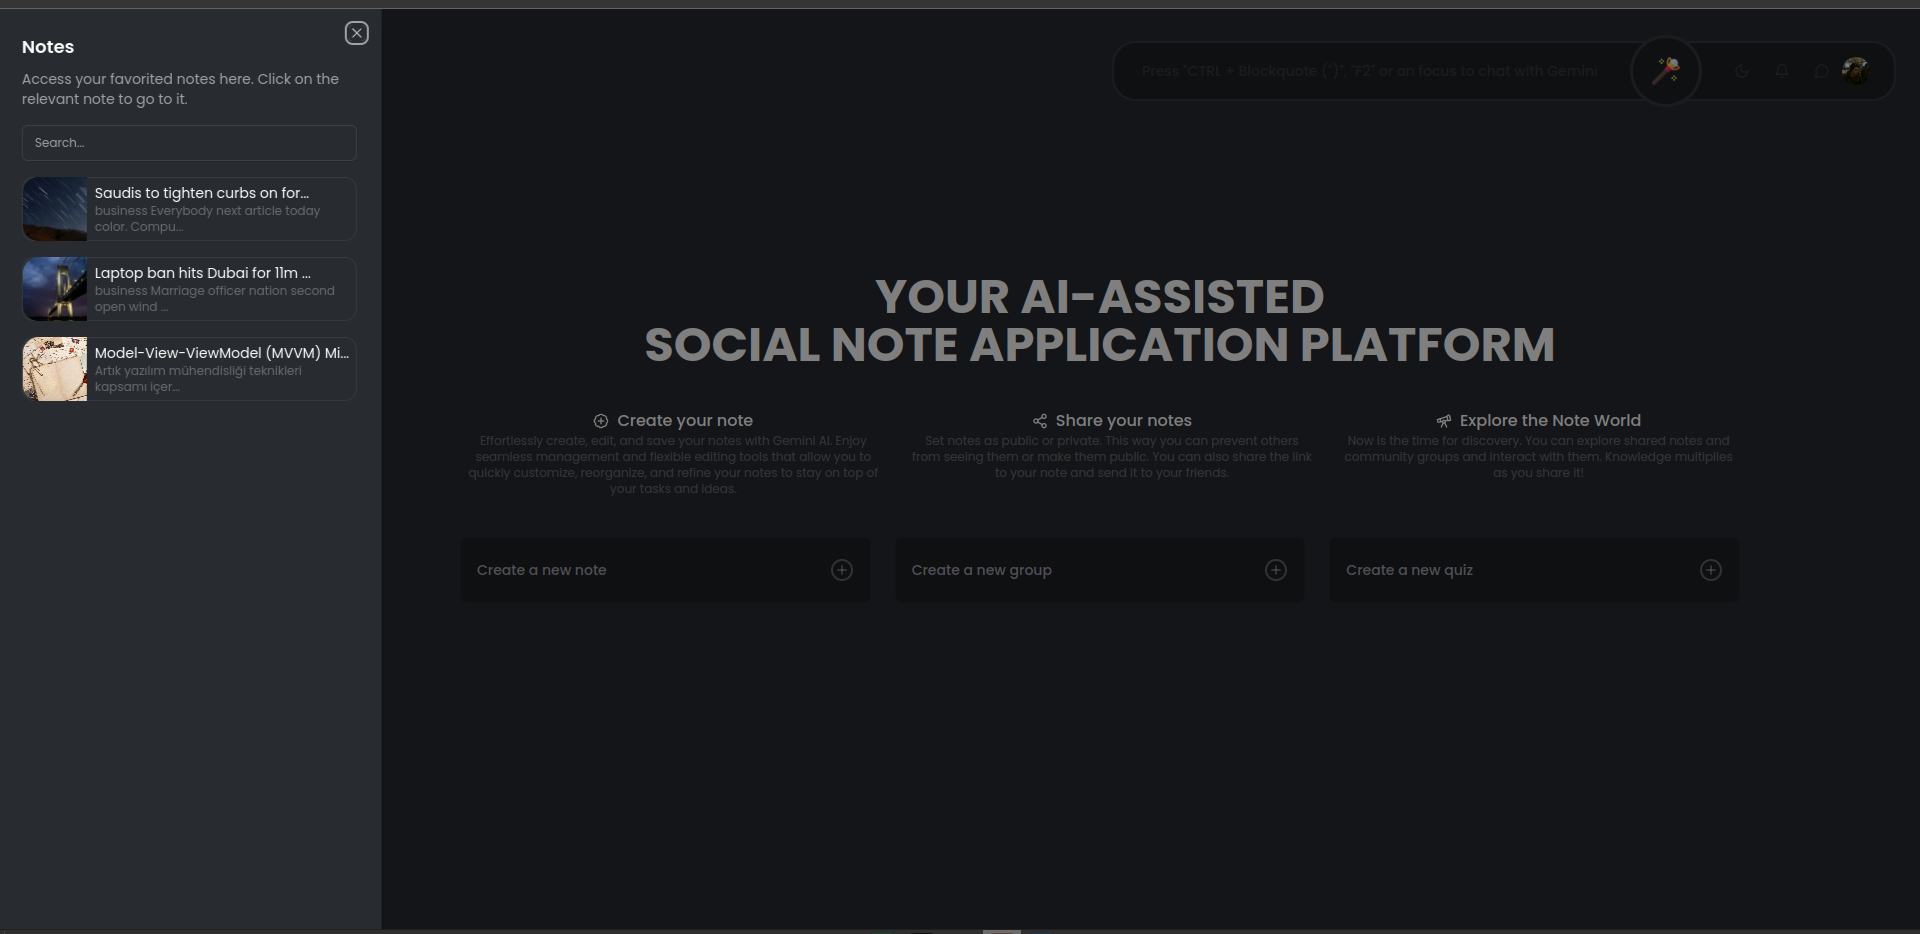 Notes
Access your favorited notes here. Click on the
relevant note to go to it.
Search...
Saudis to tighten curbs on for...
business Everybody next article today
color. Compu...
Laptop ban hits Dubai for 11m ...
business Marriage officer nation second
open wind ...
Model-View-ViewModel (MVVM) Mi...
Artık yazılım mühendisliği teknikleri
kapsamı içer...
Press "CTRL + Blockquote (")", "F2" or on focus to chat with Gemini
YOUR AI-ASSISTED
SOCIAL NOTE APPLICATION PLATFORM
Create your note
Effortlessly create, edit, and save your notes with Gemini AI. Enjoy
seamless management and flexible editing tools that allow you to
quickly customize, reorganize, and refine your notes to stay on top of
your tasks and ideas.
Share your notes
Set notes as public or private. This way you can prevent others
from seeing them or make them public. You can also share the link
to your note and send it to your friends.
Explore the Note World
Now is the time for discovery. You can explore shared notes and
community groups and interact with them. Knowledge multiplies
as you share it!
Create a new note
Create a new group
Create a new quiz